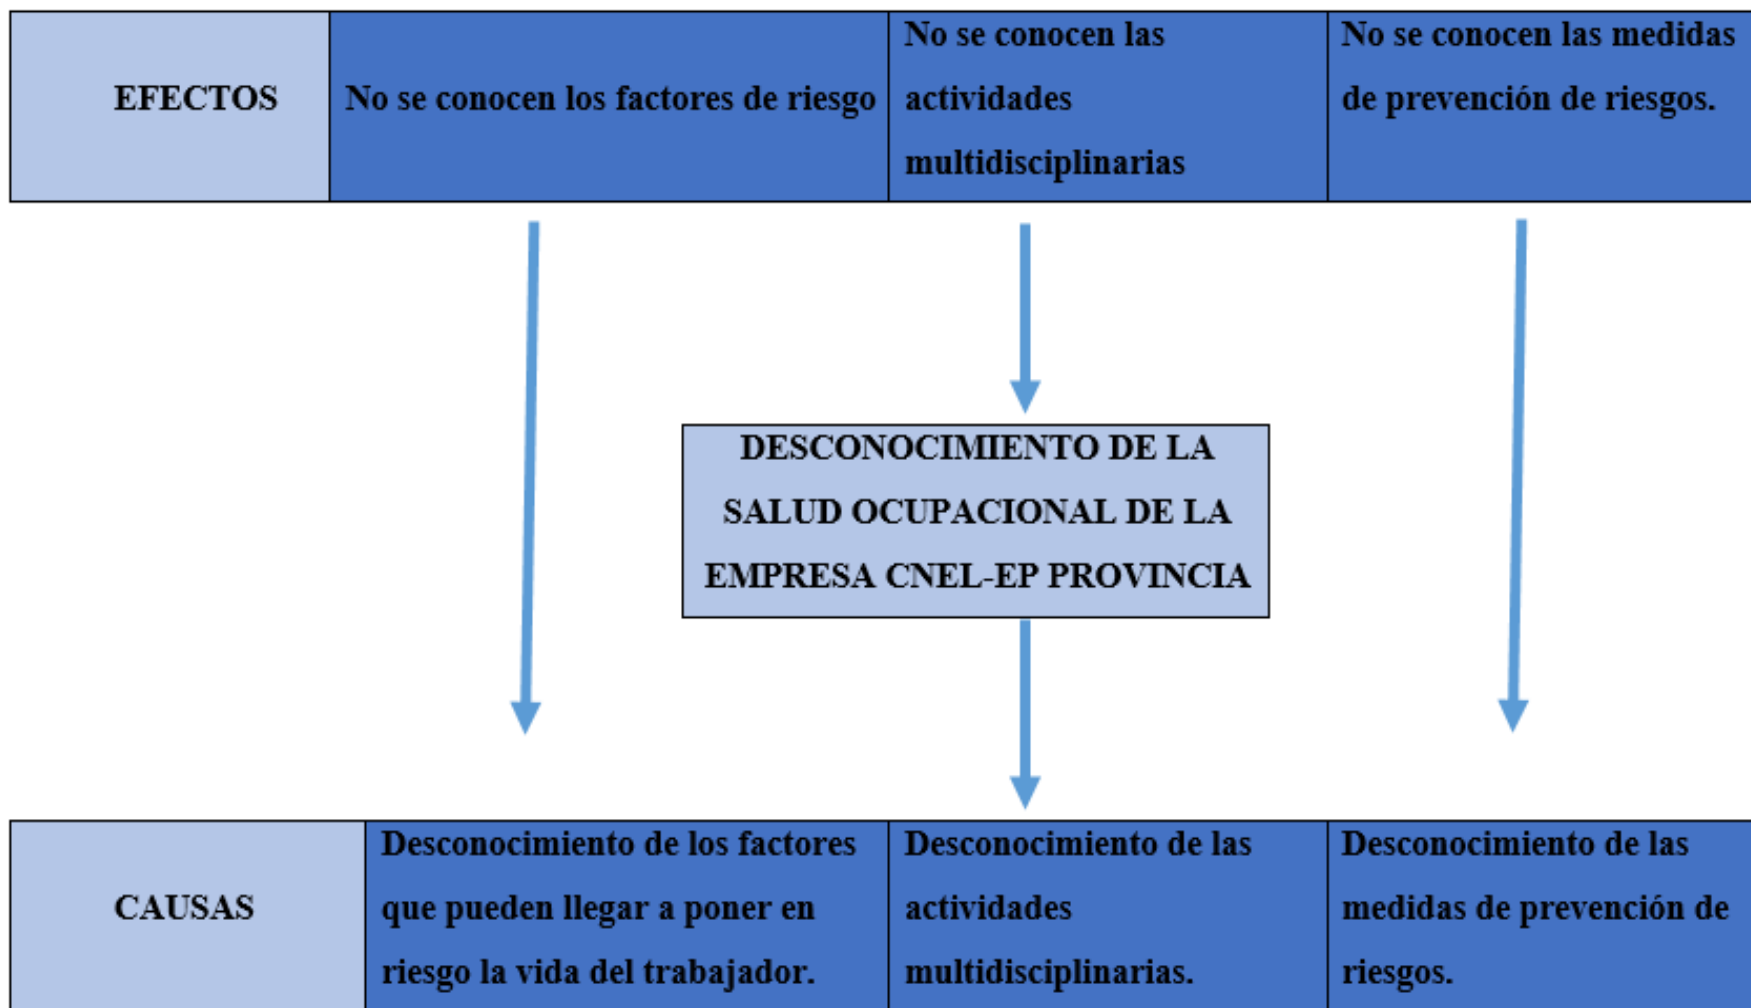 EFECTOS
No se conocen los factores de riesgo
No se conocen las
actividades
multidisciplinarias
No se conocen las medidas
de prevención de riesgos.
DESCONOCIMIENTO DE LA
SALUD OCUPACIONAL DE LA
EMPRESA CNEL-EP PROVINCIA
CAUSAS
Desconocimiento de los factores
que pueden llegar a poner en
riesgo la vida del trabajador.
Desconocimiento de las
actividades
multidisciplinarias.
Desconocimiento de las
medidas de prevención de
riesgos.